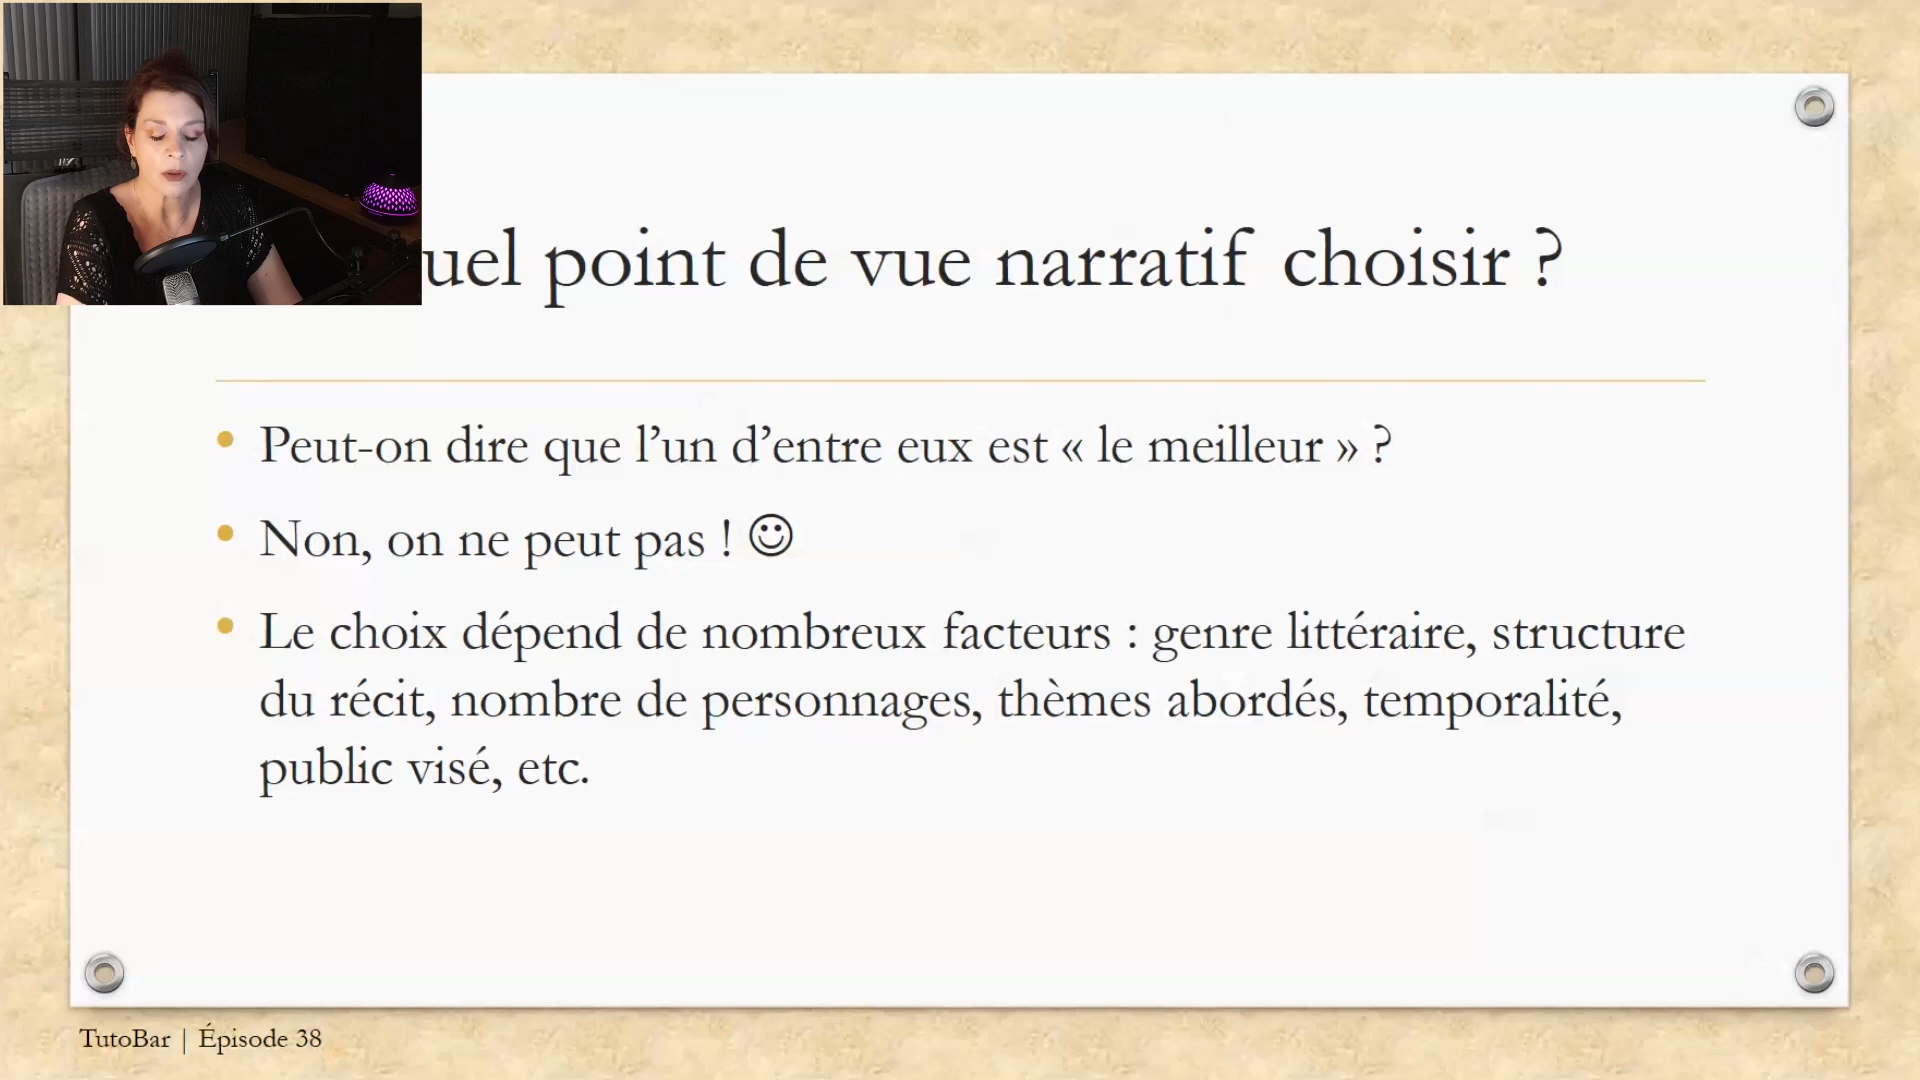 uel point de vue narratif choisir ?
Peut-on dire que l’un d’entre eux est « le meilleur » ?
Non, on ne peut pas ! ☺
Le choix dépend de nombreux facteurs : genre littéraire, structure
du récit, nombre de personnages, thèmes abordés, temporalité,
public visé, etc.
TutoBar | Épisode 38